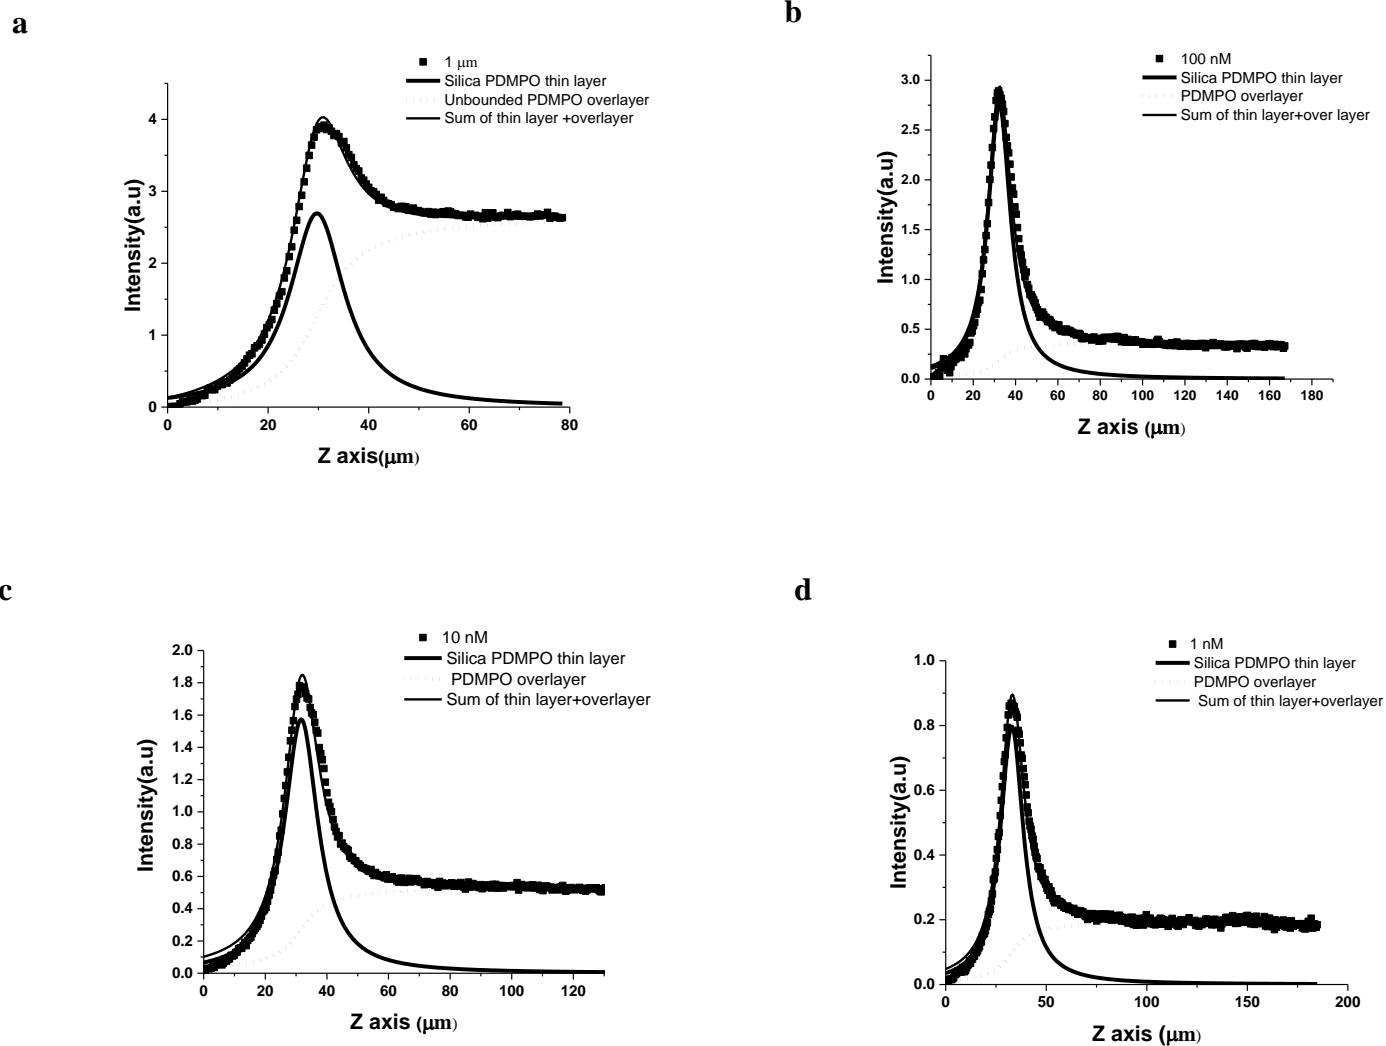 a
1 μm
Silica PDMPO thin layer
Unbounded PDMPO overlayer
Sum of thin layer +overlayer
Intensity(a.u)
4
3
2
1
0
0 20 40 60 80
Z axis(μm)
b
100 nM
Silica PDMPO thin layer
PDMPO overlayer
Sum of thin layer+over layer
Intensity(a.u)
3.0
2.5
2.0
1.5
1.0
0.5
0.0
0 20 40 60 80 100 120 140 160 180
Z axis (μm)
c
10 nM
Silica PDMPO thin layer
PDMPO overlayer
Sum of thin layer+overlayer
Intensity(a.u)
2.0
1.8
1.6
1.4
1.2
1.0
0.8
0.6
0.4
0.2
0.0
0 20 40 60 80 100 120
Z axis (μm)
d
1 nM
Silica PDMPO thin layer
PDMPO overlayer
Sum of thin layer+overlayer
Intensity(a.u)
1.0
0.8
0.6
0.4
0.2
0.0
0 50 100 150 200
Z axis (μm)